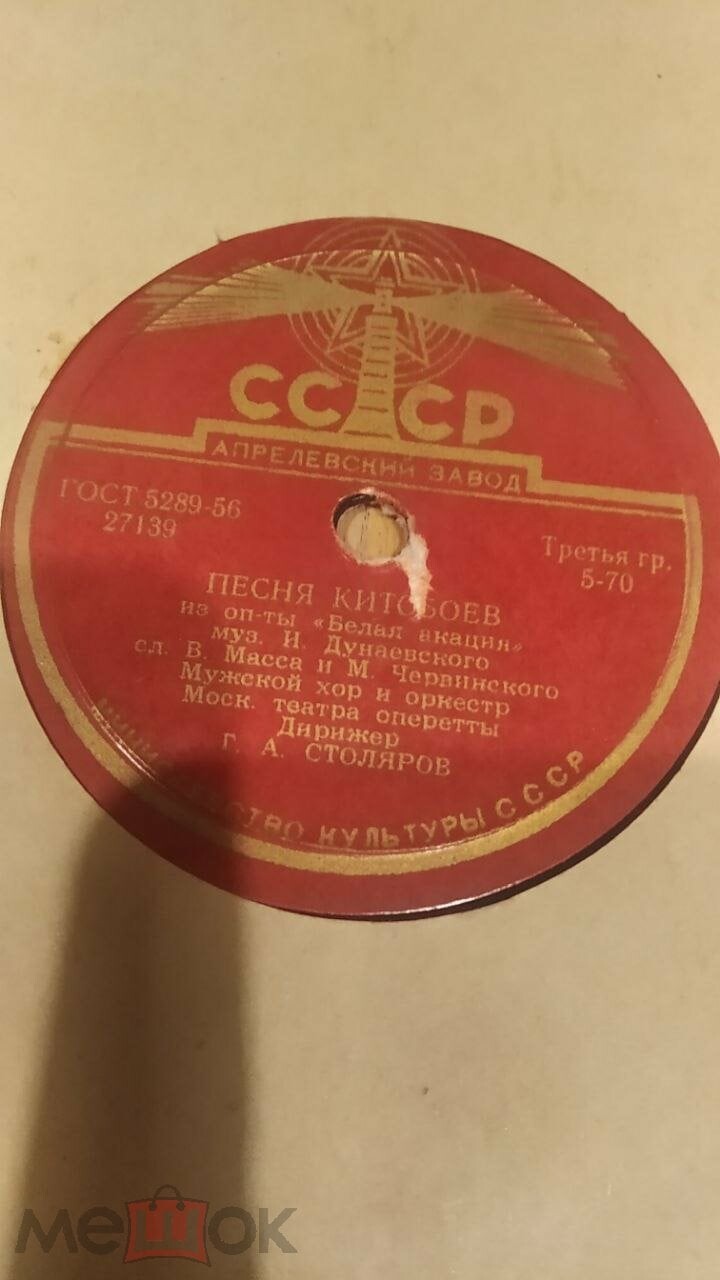 СССР
АПРЕЛЕВСКИЙ ЗАВОД
ГОСТ 5289-56
27139
Третья гр.
5-70
ПЕСНЯ КИТОБОЕВ
из оп-ты «Белая акация»
муз. И. Дунаевского
сл. В. Масса и М. Червинского
Мужской хор и оркестр
Моск. театра оперетты
Дирижер
Г. А. СТОЛЯРОВ
МИНИСТЕРСТВО КУЛЬТУРЫ СССР
мешок